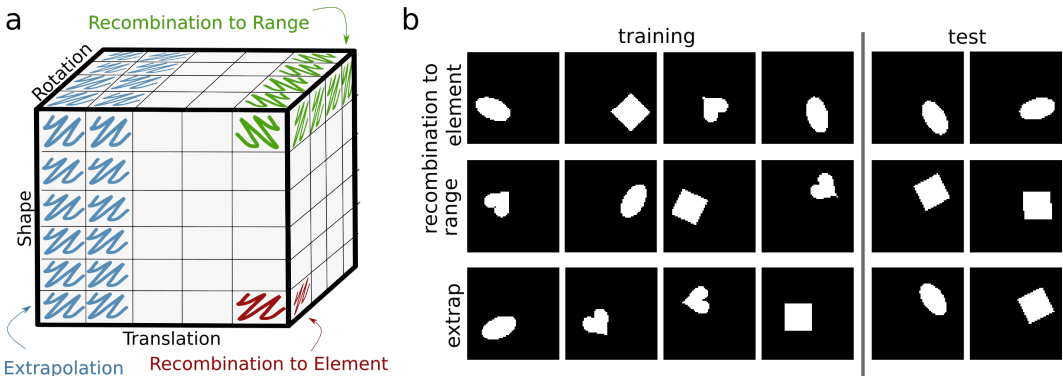 a
Recombination to Range
Rotation
Shape
Translation
Extrapolation
Recombination to Element
b
training
test
recombination to
element
recombination
range
extrap